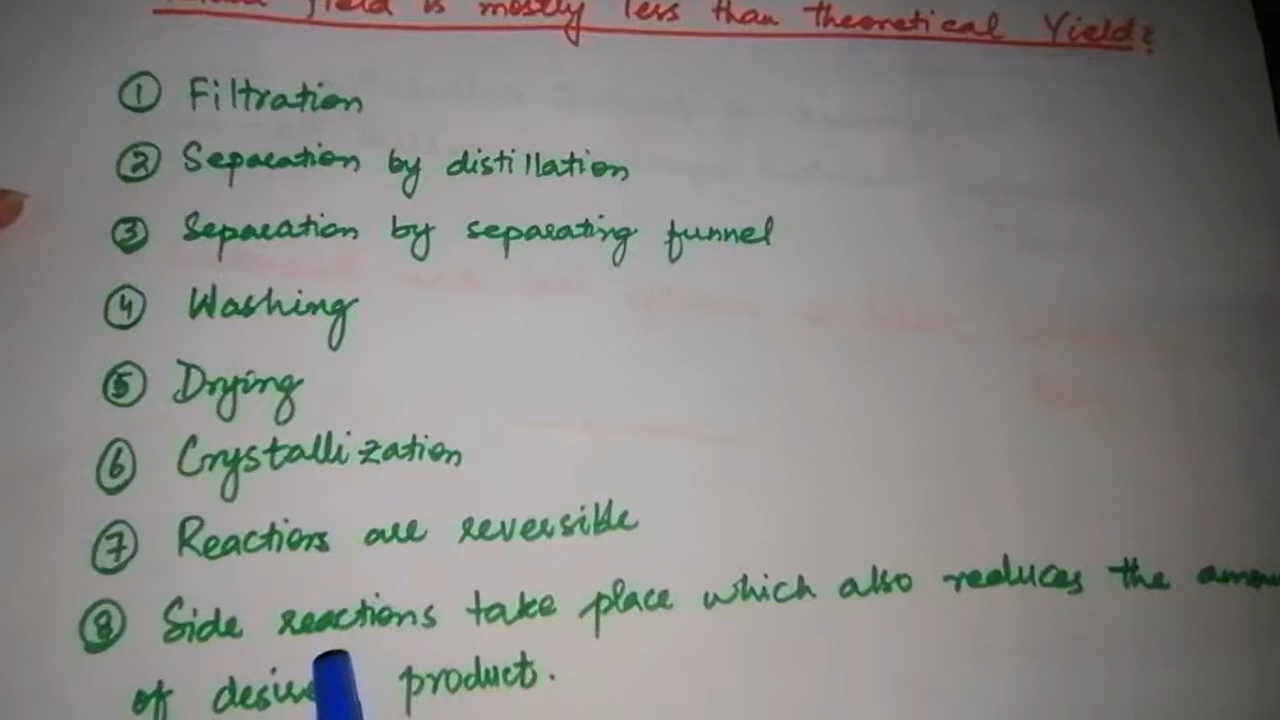 Yield is mostly less than theoretical Yield?
① Filtration
② Separation by distillation
③ Separation by separating funnel
④ Washing
⑤ Drying
⑥ Crystallization
⑦ Reactions are reversible
⑧ Side reactions take place which also reduces the
of product.